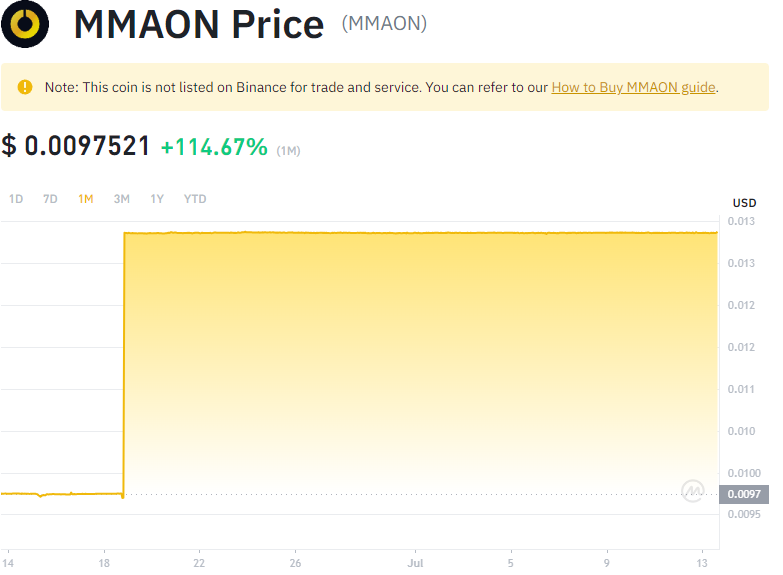 MMAON Price (MMAON)
Note: This coin is not listed on Binance for trade and service. You can refer to our How to Buy MMAON guide.
$ 0.0097521 +114.67% (1M)
1D 7D 1M 3M 1Y YTD
USD
0.013
0.013
0.012
0.012
0.011
0.010
0.0100
0.0097
0.0095
14 18 22 26 Jul 5 9 13